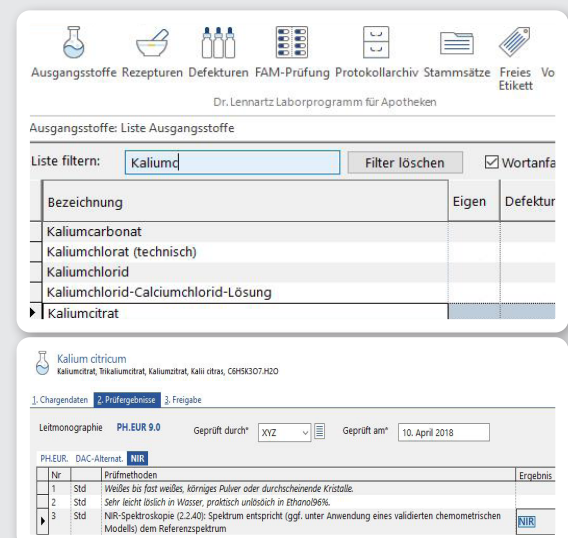 Ausgangsstoffe Rezepturen Defekturen FAM-Prüfung Protokollarchiv Stammsätze Freies Etikett Vo
Dr. Lennartz Laborprogramm für Apotheken
Ausgangsstoffe: Liste Ausgangsstoffe
Liste filtern: Kaliumc Filter löschen Wortanfa
Bezeichnung Eigen Defektur
Kaliumcarbonat
Kaliumchlorat (technisch)
Kaliumchlorid
Kaliumchlorid-Calciumchlorid-Lösung
Kaliumcitrat
Kalium citricum
Kaliumcitrat, Trikaliumcitrat, Kaliumzitrat, Kalii citras, C6H5K3O7.H2O
1. Chargendaten 2. Prüfergebnisse 3. Freigabe
Leitmonographie PH.EUR 9.0 Geprüft durch* XYZ Geprüft am* 10. April 2018
PH.EUR. DAC-Alternat. NIR
Nr Prüfmethoden Ergebnis
1 Std Weißes bis fast weißes, körniges Pulver oder durchscheinende Kristalle.
2 Std Sehr leicht löslich in Wasser, praktisch unlösöich in Ethanol96%.
3 Std NIR-Spektroskopie (2.2.40): Spektrum entspricht (ggf. unter Anwendung eines validierten chemometrischen
Modells) dem Referenzspektrum NIR